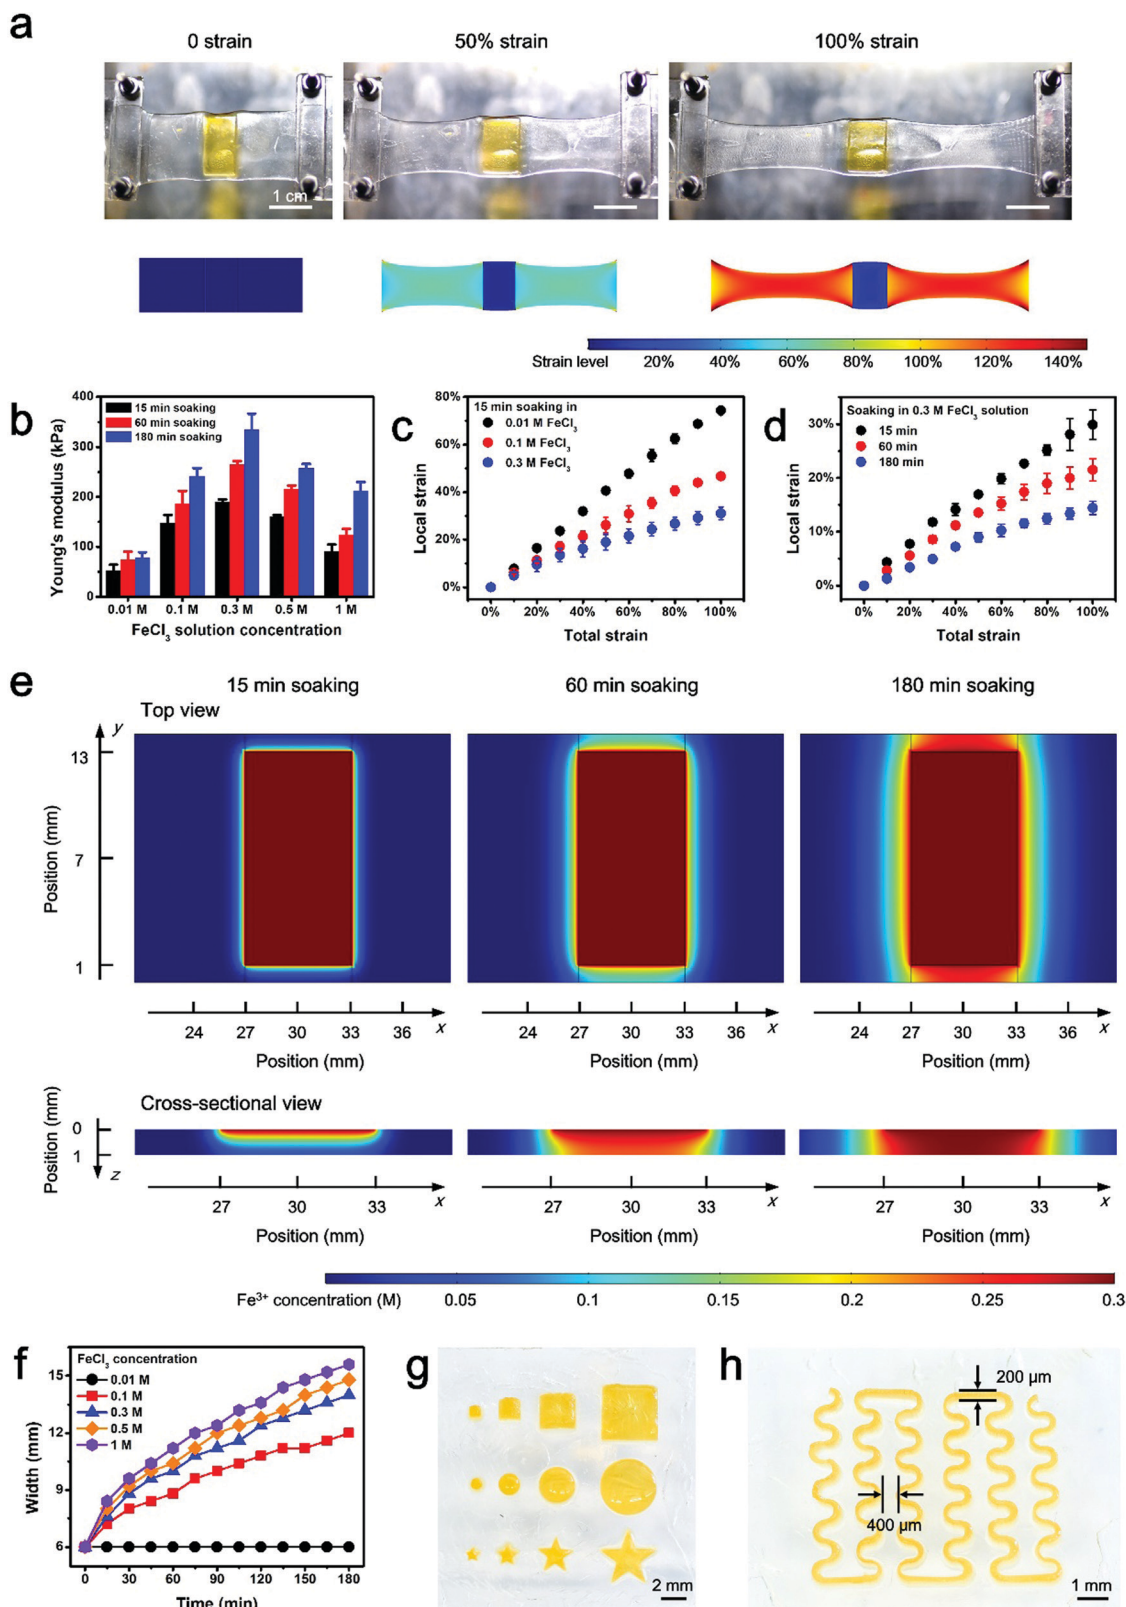 a
0 strain 50% strain 100% strain
1 cm
Strain level 20% 40% 60% 80% 100% 120% 140%
b
Young's modulus (kPa)
400
300
200
100
0
15 min soaking
60 min soaking
180 min soaking
0.01 M 0.1 M 0.3 M 0.5 M 1 M
FeCl₃ solution concentration
c
Local strain
80%
60%
40%
20%
0%
15 min soaking in
0.01 M FeCl₃
0.1 M FeCl₃
0.3 M FeCl₃
0% 20% 40% 60% 80% 100%
Total strain
d
Local strain
30%
20%
10%
0%
Soaking in 0.3 M FeCl₃ solution
15 min
60 min
180 min
0% 20% 40% 60% 80% 100%
Total strain
e
15 min soaking 60 min soaking 180 min soaking
Top view
y
13
7
1
Position (mm)
24 27 30 33 36 x
Position (mm)
24 27 30 33 36 x
Position (mm)
24 27 30 33 36 x
Position (mm)
Cross-sectional view
Position (mm)
0
1
z
27 30 33 x
Position (mm)
27 30 33 x
Position (mm)
27 30 33 x
Position (mm)
Fe³⁺ concentration (M) 0.05 0.1 0.15 0.2 0.25 0.3
f
Width (mm)
15
12
9
6
FeCl₃ concentration
0.01 M
0.1 M
0.3 M
0.5 M
1 M
0 30 60 90 120 150 180
Time (min)
g
2 mm
h
200 μm
400 μm
1 mm